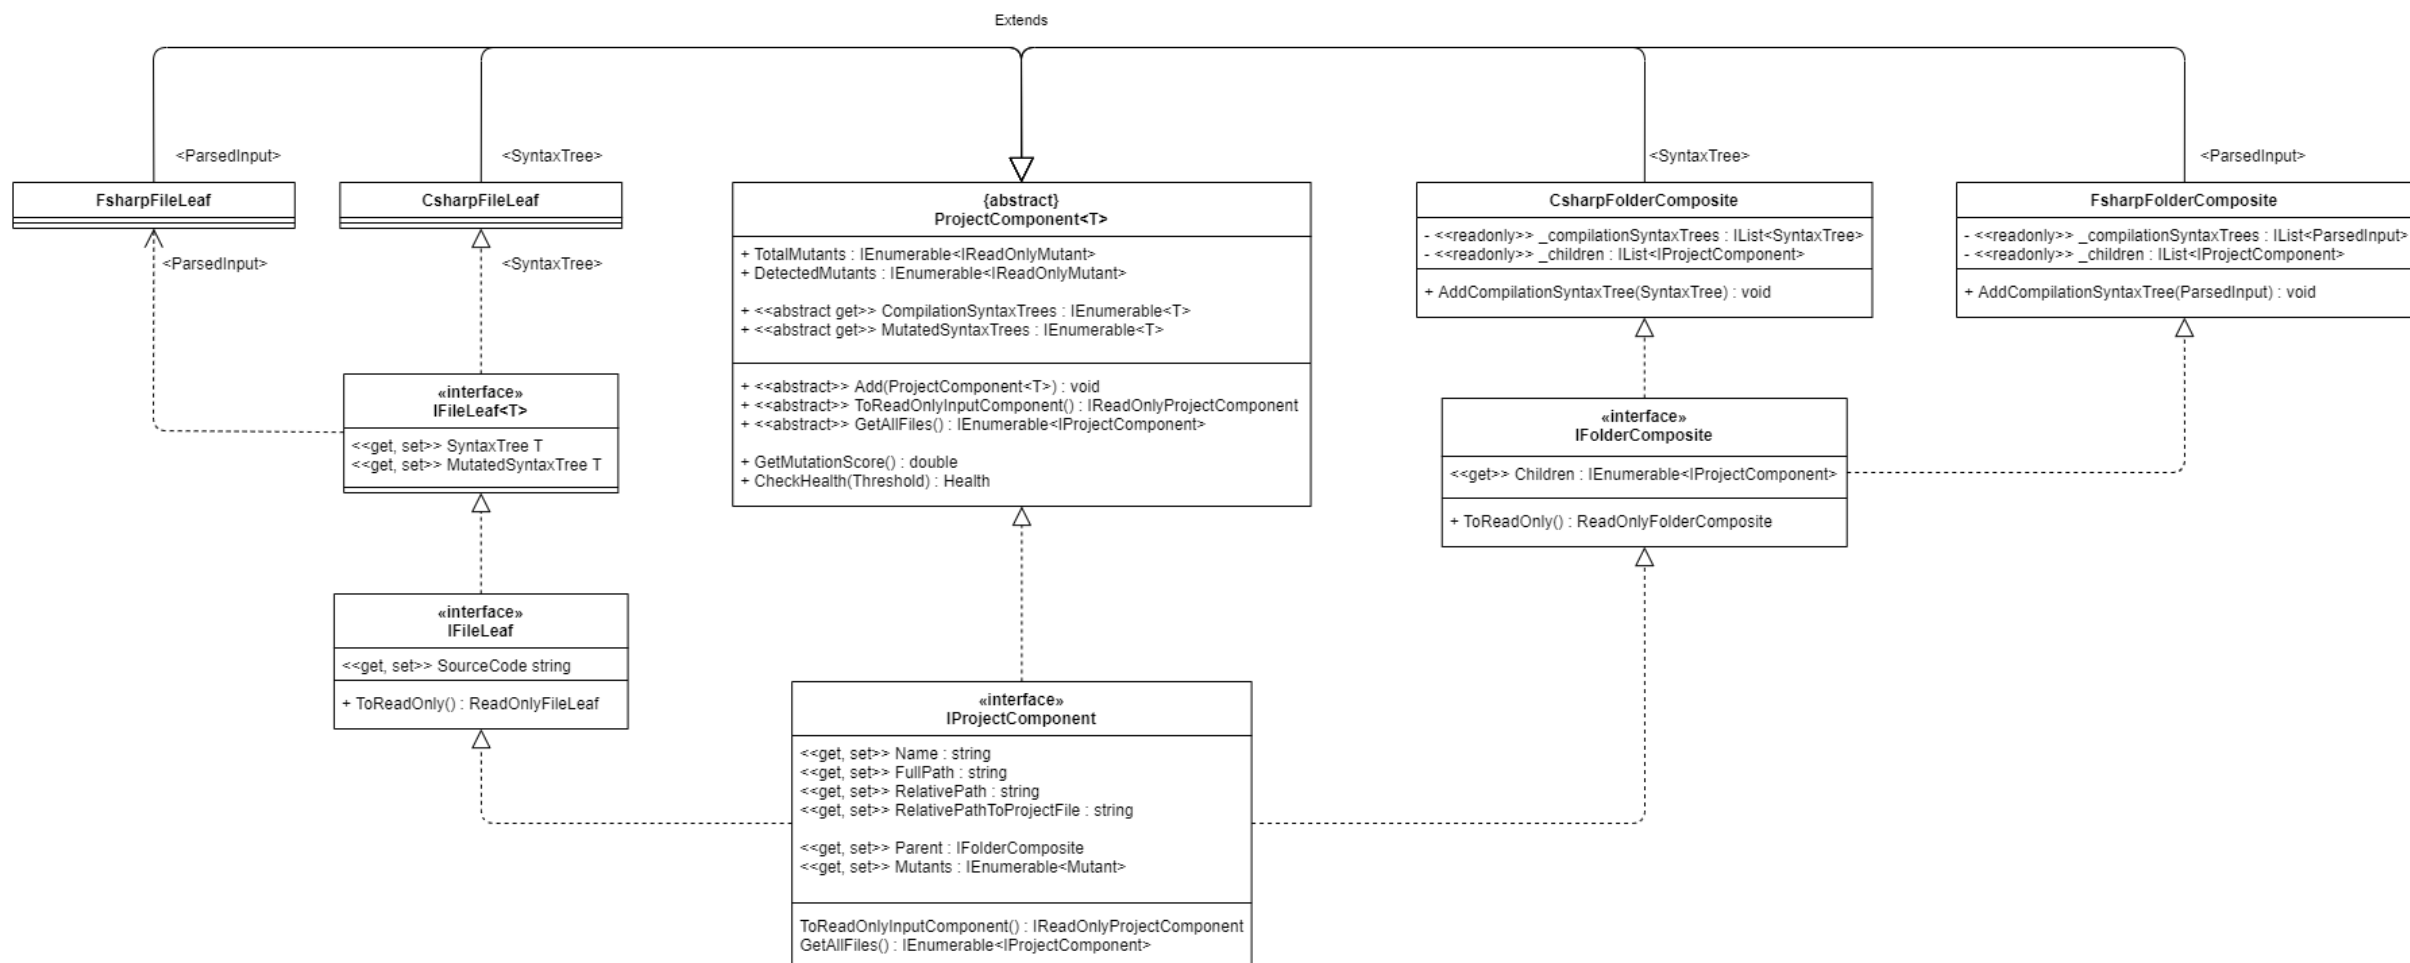 Extends
<ParsedInput>
<SyntaxTree>
<SyntaxTree>
<ParsedInput>
FsharpFileLeaf
CsharpFileLeaf
<ParsedInput>
<SyntaxTree>
{abstract}
ProjectComponent<T>
+ TotalMutants : IEnumerable<IReadOnlyMutant>
+ DetectedMutants : IEnumerable<IReadOnlyMutant>
+ <<abstract get>> CompilationSyntaxTrees : IEnumerable<T>
+ <<abstract get>> MutatedSyntaxTrees : IEnumerable<T>
+ <<abstract>> Add(ProjectComponent<T>) : void
+ <<abstract>> ToReadOnlyInputComponent() : IReadOnlyProjectComponent
+ <<abstract>> GetAllFiles() : IEnumerable<IProjectComponent>
+ GetMutationScore() : double
+ CheckHealth(Threshold) : Health
CsharpFolderComposite
- <<readonly>> _compilationSyntaxTrees : IList<SyntaxTree>
- <<readonly>> _children : IList<IProjectComponent>
+ AddCompilationSyntaxTree(SyntaxTree) : void
FsharpFolderComposite
- <<readonly>> _compilationSyntaxTrees : IList<ParsedInput>
- <<readonly>> _children : IList<IProjectComponent>
+ AddCompilationSyntaxTree(ParsedInput) : void
«interface»
IFileLeaf<T>
<<get, set>> SyntaxTree T
<<get, set>> MutatedSyntaxTree T
«interface»
IFolderComposite
<<get>> Children : IEnumerable<IProjectComponent>
+ ToReadOnly() : ReadOnlyFolderComposite
«interface»
IFileLeaf
<<get, set>> SourceCode string
+ ToReadOnly() : ReadOnlyFileLeaf
«interface»
IProjectComponent
<<get, set>> Name : string
<<get, set>> FullPath : string
<<get, set>> RelativePath : string
<<get, set>> RelativePathToProjectFile : string
<<get, set>> Parent : IFolderComposite
<<get, set>> Mutants : IEnumerable<Mutant>
ToReadOnlyInputComponent() : IReadOnlyProjectComponent
GetAllFiles() : IEnumerable<IProjectComponent>